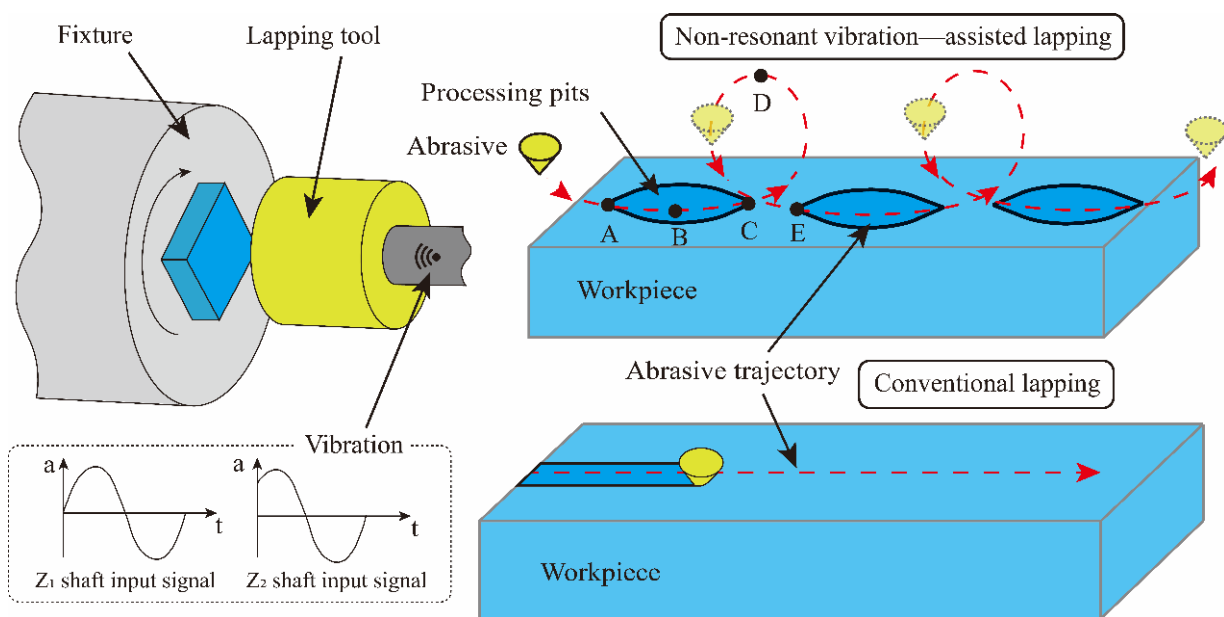 Fixture
Lapping tool
Non-resonant vibration—assisted lapping
Processing pits
Abrasive
D
A
B
C
E
Workpiece
Abrasive trajectory
Conventional lapping
Vibration
a
t
a
t
Z₁ shaft input signal
Z₂ shaft input signal
Workpiece